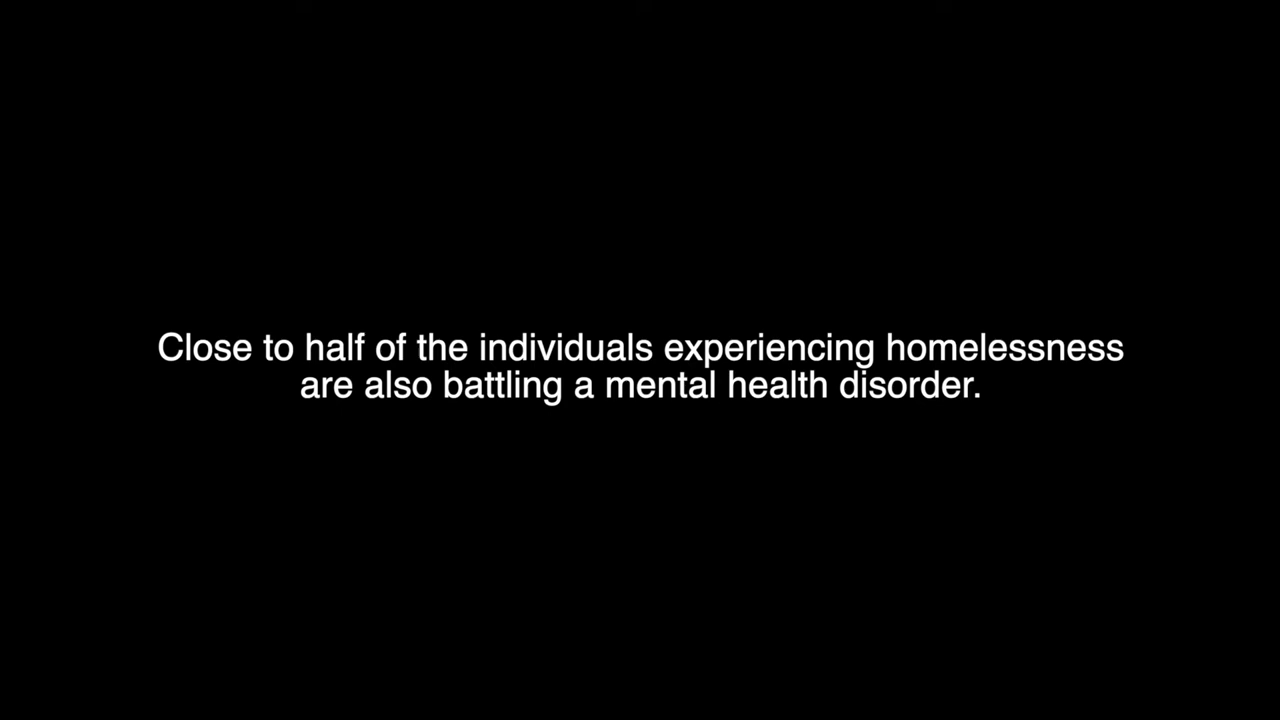 Close to half of the individuals experiencing homelessness
are also battling a mental health disorder.